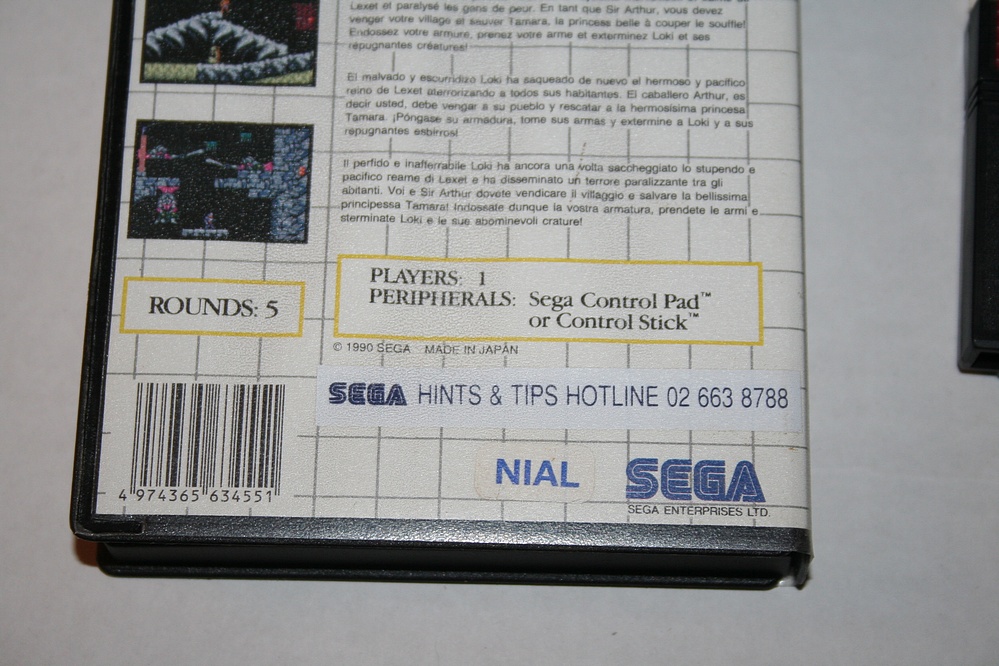 Lexet et paralysé les gens de peur. En tant que Sir Arthur, vous devez
venger votre village et sauver Tamara, la princesse belle à couper le souffle!
Endossez votre armure, prenez votre arme et exterminez Loki et ses
répugnantes créatures!
El malvado y escurridizo Loki ha saqueado de nuevo el hermoso y pacífico
reino de Lexet aterrorizando a todos sus habitantes. El caballero Arthur, es
decir usted, debe vengar a su pueblo y rescatar a la hermosísima princesa
Tamara. ¡Póngase su armadura, tome sus armas y extermine a Loki y a sus
repugnantes esbirros!
Il perfido e inafferrabile Loki ha ancora una volta saccheggiato lo stupendo e
pacifico reame di Lexet e ha disseminato un terrore paralizzante tra gli
abitanti. Voi e Sir Arthur dovete vendicare il villaggio e salvare la bellissima
principessa Tamara! Indossate dunque la vostra armatura, prendete le armi e
sterminate Loki e le sue abominevoli crature!
PLAYERS: 1
PERIPHERALS: Sega Control Pad™
or Control Stick™
ROUNDS: 5
© 1990 SEGA MADE IN JAPAN
SEGA HINTS & TIPS HOTLINE 02 663 8788
NIAL
SEGA
SEGA ENTERPRISES LTD.
4 974365 634551